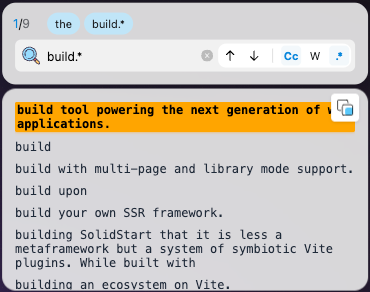 1/9 the build.*
build.* Cc W .*
build tool powering the next generation of
applications.
build
build with multi-page and library mode support.
build upon
build your own SSR framework.
building SolidStart that it is less a
metaframework but a system of symbiotic Vite
plugins. While built with
building an ecosystem on Vite.